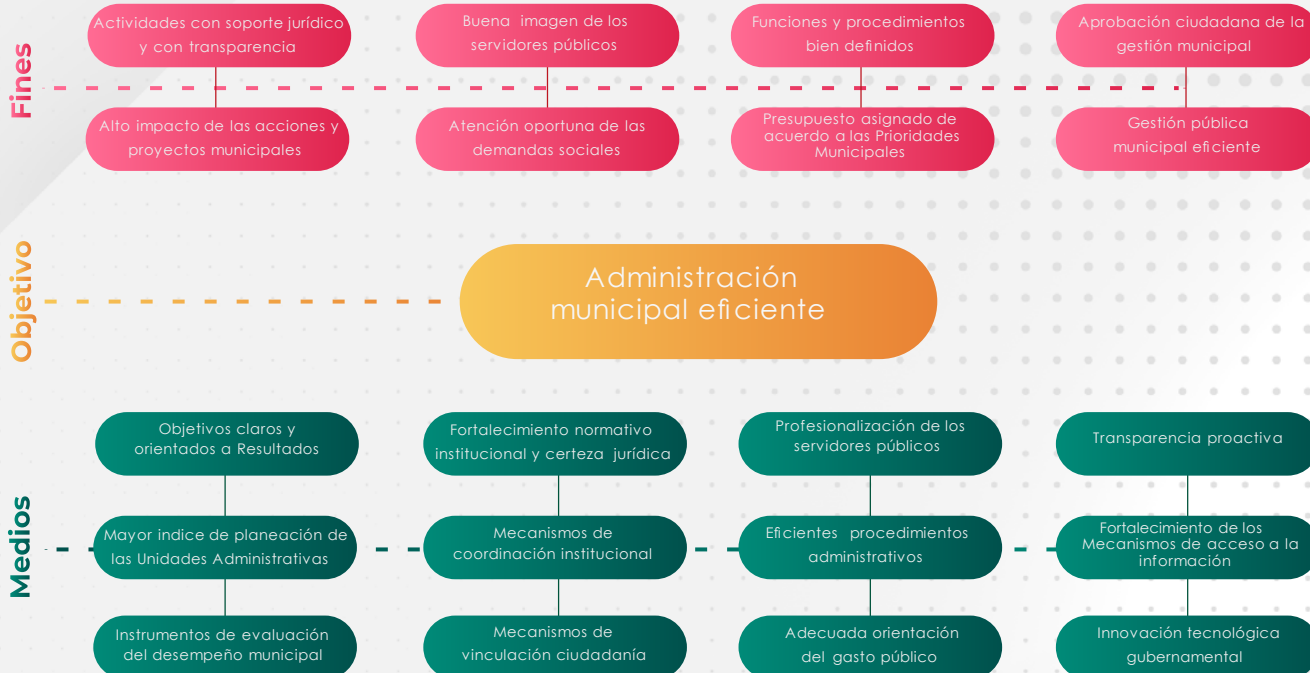 Fines
Actividades con soporte jurídico
y con transparencia
Buena imagen de los
servidores públicos
Funciones y procedimientos
bien definidos
Aprobación ciudadana de la
gestión municipal
Alto impacto de las acciones y
proyectos municipales
Atención oportuna de las
demandas sociales
Presupuesto asignado de
acuerdo a las Prioridades
Municipales
Gestión pública
municipal eficiente
Objetivo
Administración
municipal eficiente
Medios
Objetivos claros y
orientados a Resultados
Fortalecimiento normativo
institucional y certeza jurídica
Profesionalización de los
servidores públicos
Transparencia proactiva
Mayor indice de planeación de
las Unidades Administrativas
Mecanismos de
coordinación institucional
Eficientes procedimientos
administrativos
Fortalecimiento de los
Mecanismos de acceso a la
información
Instrumentos de evaluación
del desempeño municipal
Mecanismos de
vinculación ciudadanía
Adecuada orientación
del gasto público
Innovación tecnológica
gubernamental